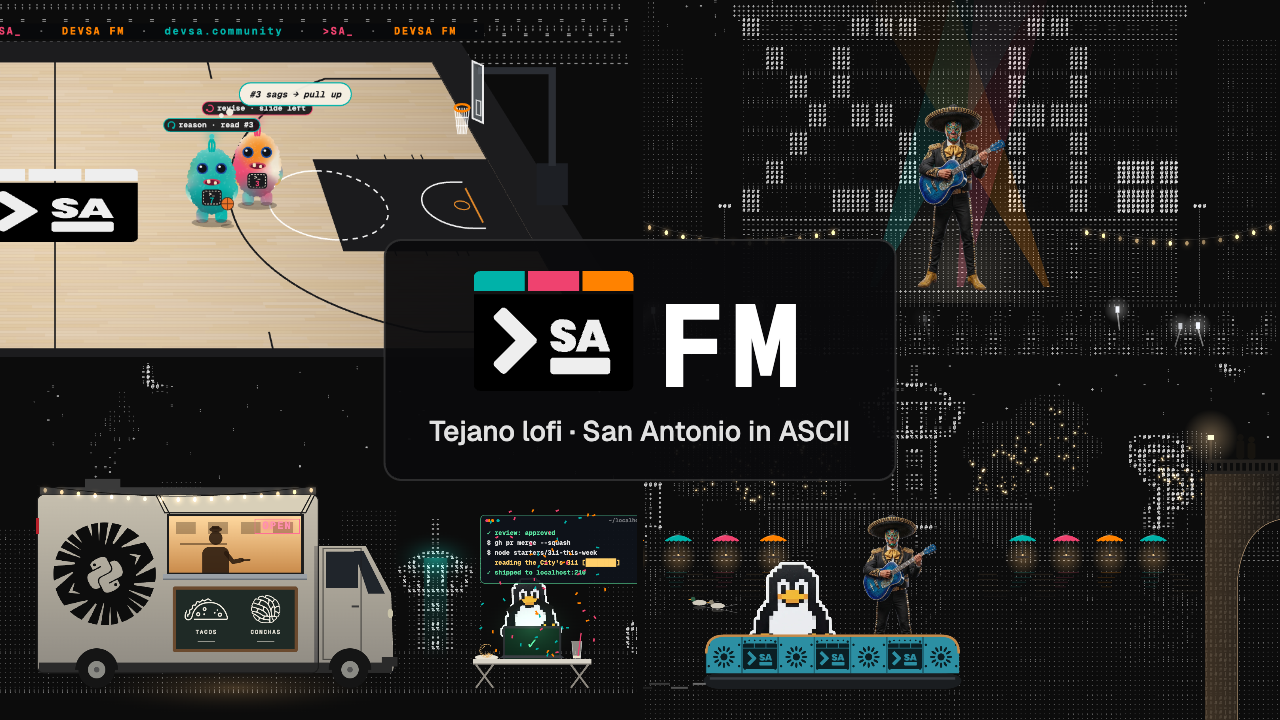 SA_ · DEVSA FM · devsa.community · >SA_ · DEVSA FM ·
#3 sags → pull up
revise · slide left
reason · read #3
SA
SA
FM
Tejano lofi · San Antonio in ASCII
OPEN
TACOS
CONCHAS
~/localho
✓ review: approved
$ gh pr merge --squash
$ node starters/311-this-week
reading the City's 311 [
]
✓ shipped to localhost:210
✓
SA
SA
SA